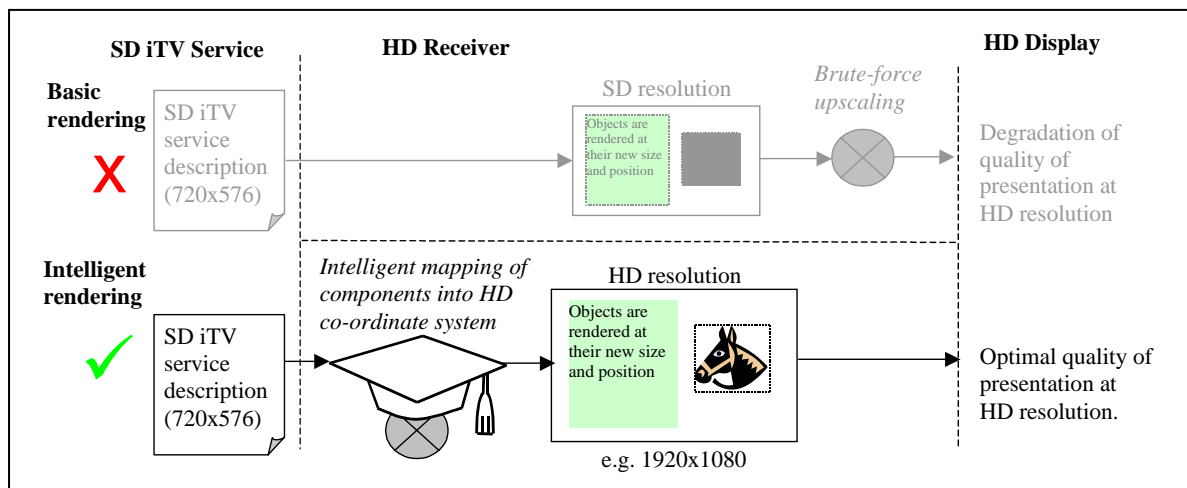 SD iTV Service
HD Receiver
HD Display
Basic
rendering
X
SD iTV
service
description
(720x576)
SD resolution
Objects are
rendered at
their new size
and position
Brute-force
upscaling
Degradation of
quality of
presentation at
HD resolution
Intelligent
rendering
SD iTV
service
description
(720x576)
Intelligent mapping of
components into HD
co-ordinate system
HD resolution
Objects are
rendered at
their new size
and position
e.g. 1920x1080
Optimal quality of
presentation at
HD resolution.